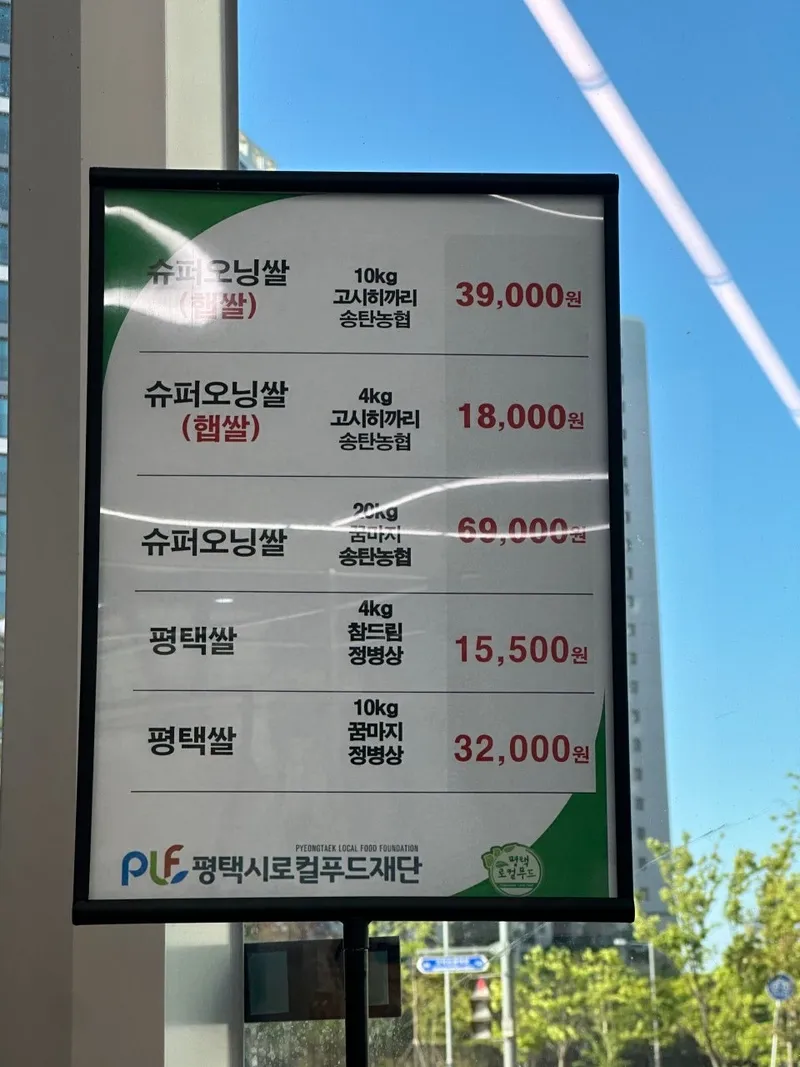 슈퍼오닝쌀
(햅쌀)
10kg
고시히까리
송탄농협
39,000원
슈퍼오닝쌀
(햅쌀)
4kg
고시히까리
송탄농협
18,000원
슈퍼오닝쌀
20kg
꿈마지
송탄농협
69,000원
평택쌀
4kg
참드림
정병상
15,500원
평택쌀
10kg
꿈마지
정병상
32,000원
PLF
PYEONGTAEK LOCAL FOOD FOUNDATION
평택시로컬푸드재단
평택
로컬푸드